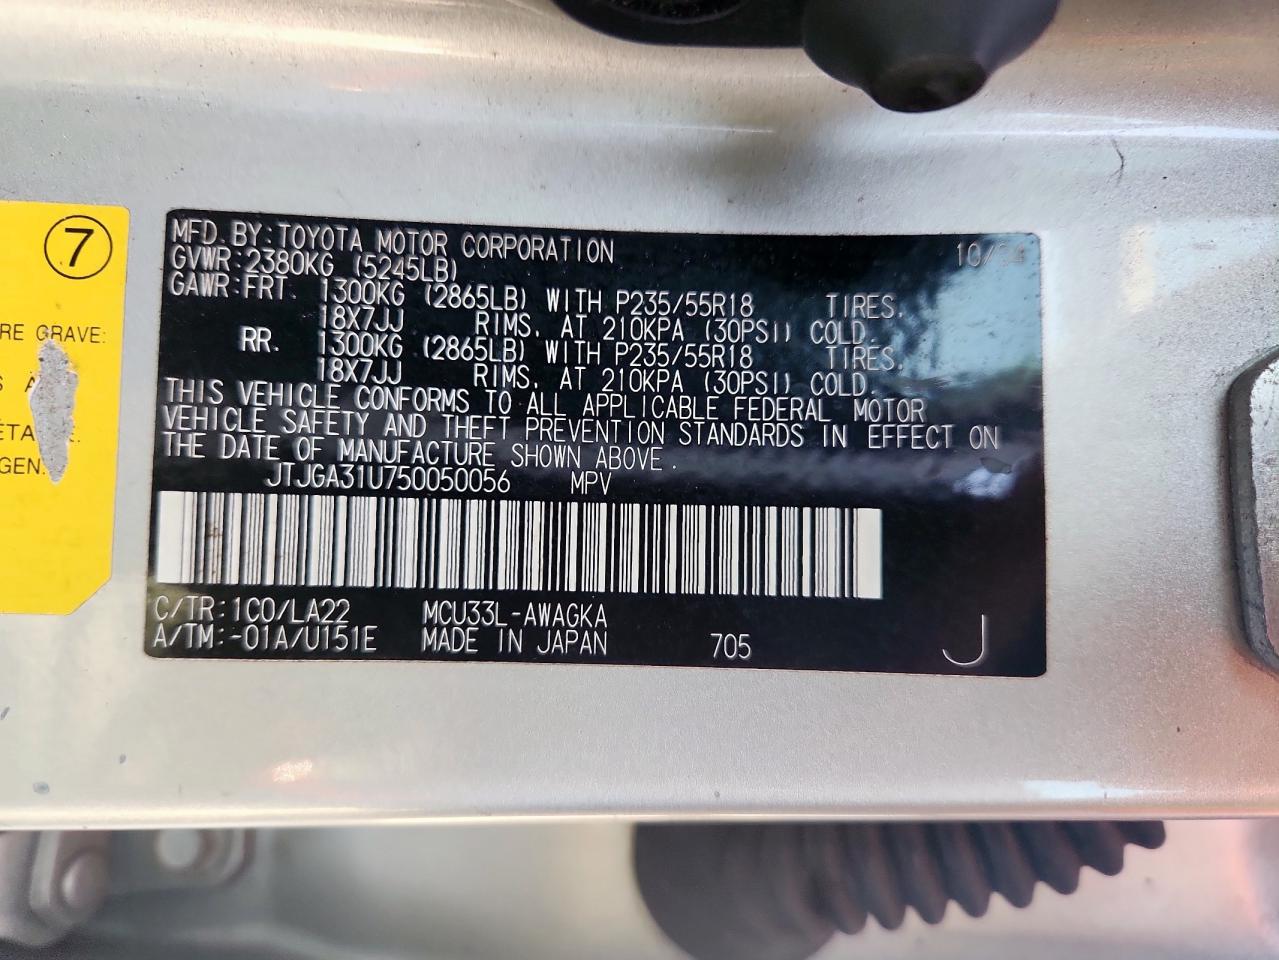 7
RE GRAVE:
GEN.
MFD. BY: TOYOTA MOTOR CORPORATION 10/04
GVWR: 2380KG (5245LB)
GAWR: FRT. 1300KG (2865LB) WITH P235/55R18 TIRES,
18X7JJ RIMS, AT 210KPA (30PSI) COLD.
RR. 1300KG (2865LB) WITH P235/55R18 TIRES,
18X7JJ RIMS, AT 210KPA (30PSI) COLD.
THIS VEHICLE CONFORMS TO ALL APPLICABLE FEDERAL MOTOR
VEHICLE SAFETY AND THEFT PREVENTION STANDARDS IN EFFECT ON
THE DATE OF MANUFACTURE SHOWN ABOVE.
JTJGA31U750050056 MPV
C/TR: 1C0/LA22 MCU33L-AWAGKA
A/TM: -01A/U151E MADE IN JAPAN 705 J